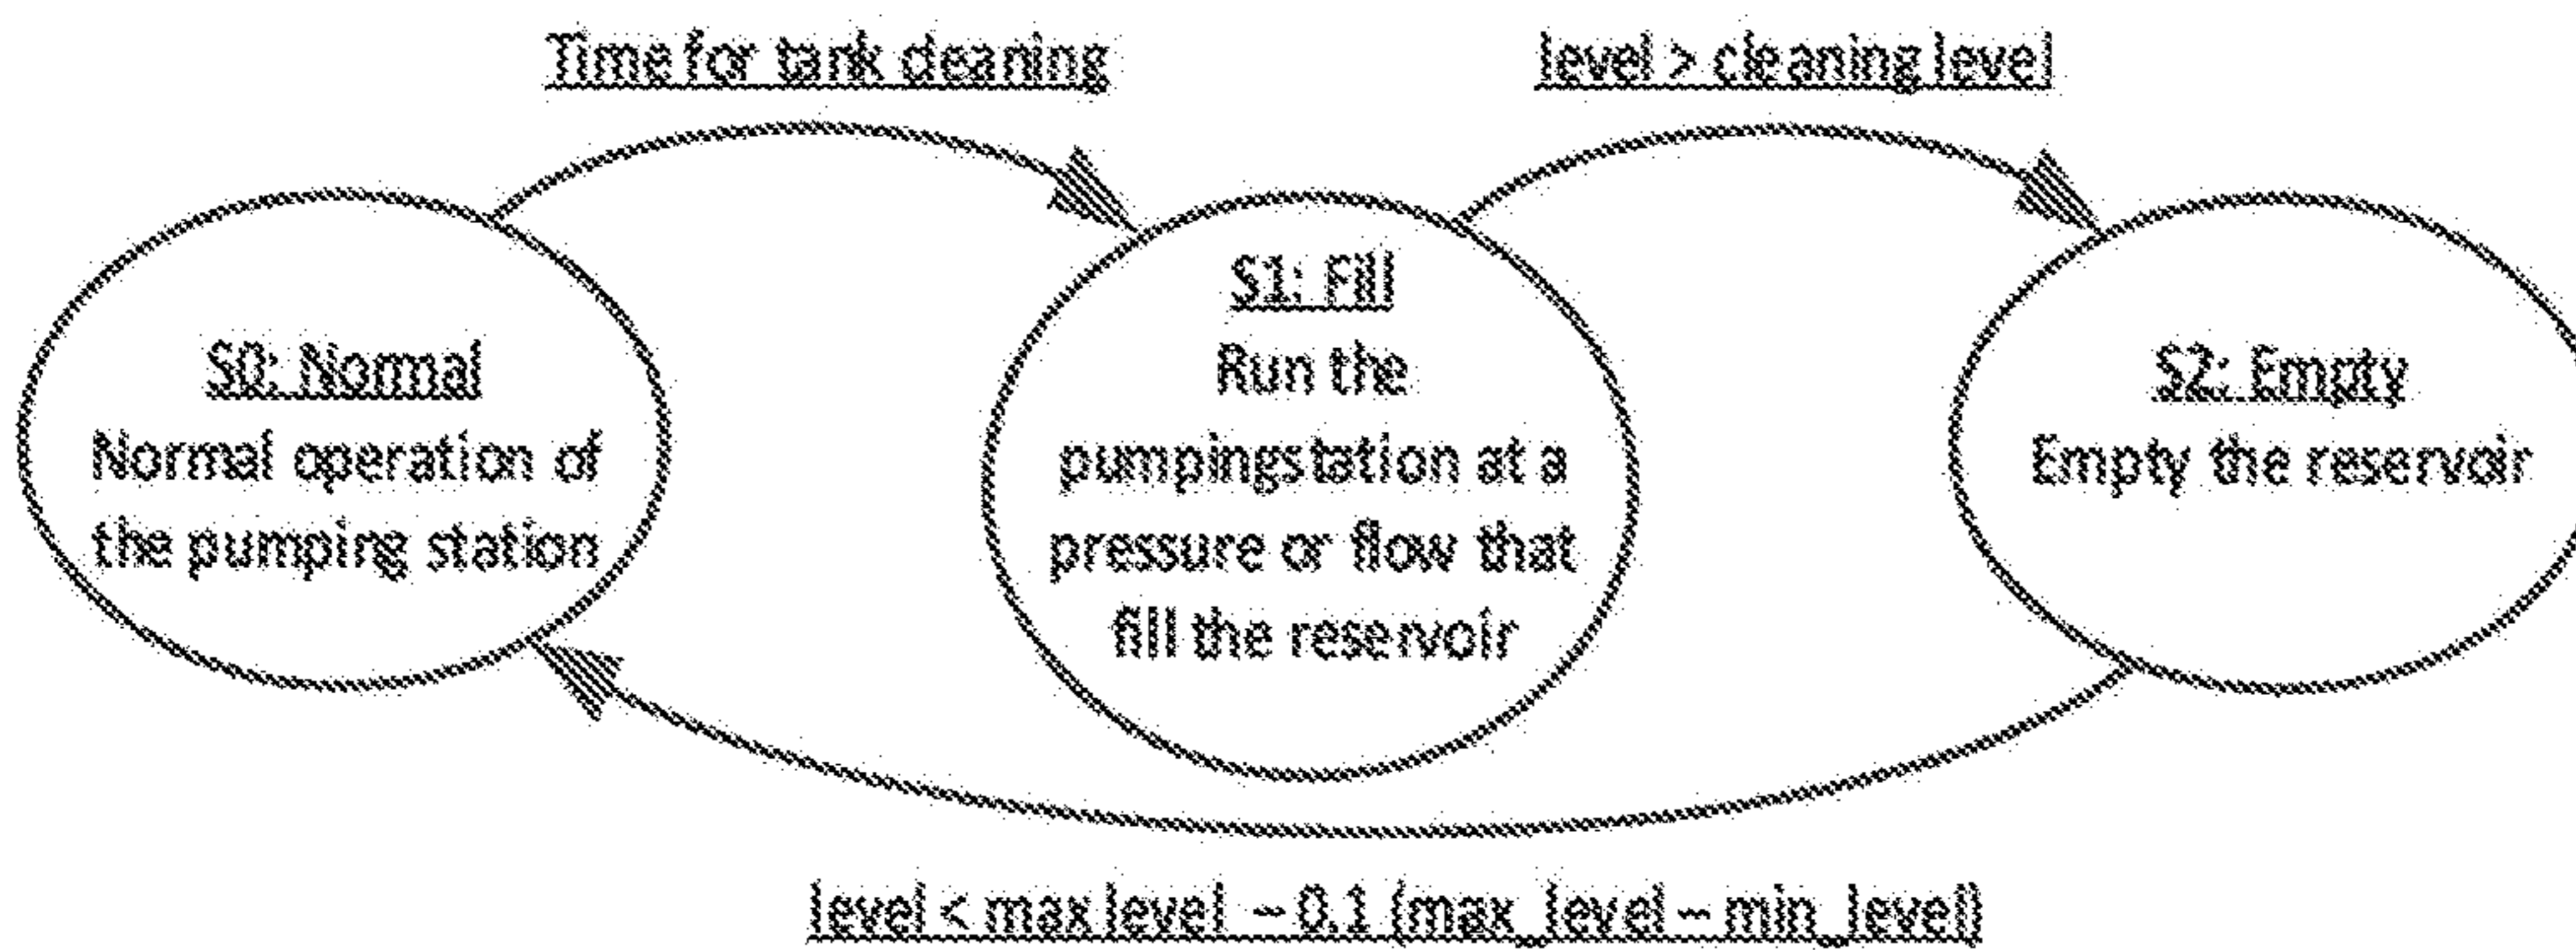 Time for tank cleaning
level > cleaning level
S0: Normal
Normal operation of
the pumping station
S1: Fill
Run the
pumpingstation at a
pressure or flow that
fill the reservoir
S2: Empty
Empty the reservoir
level < max level - 0.1 (max_level - min_level)